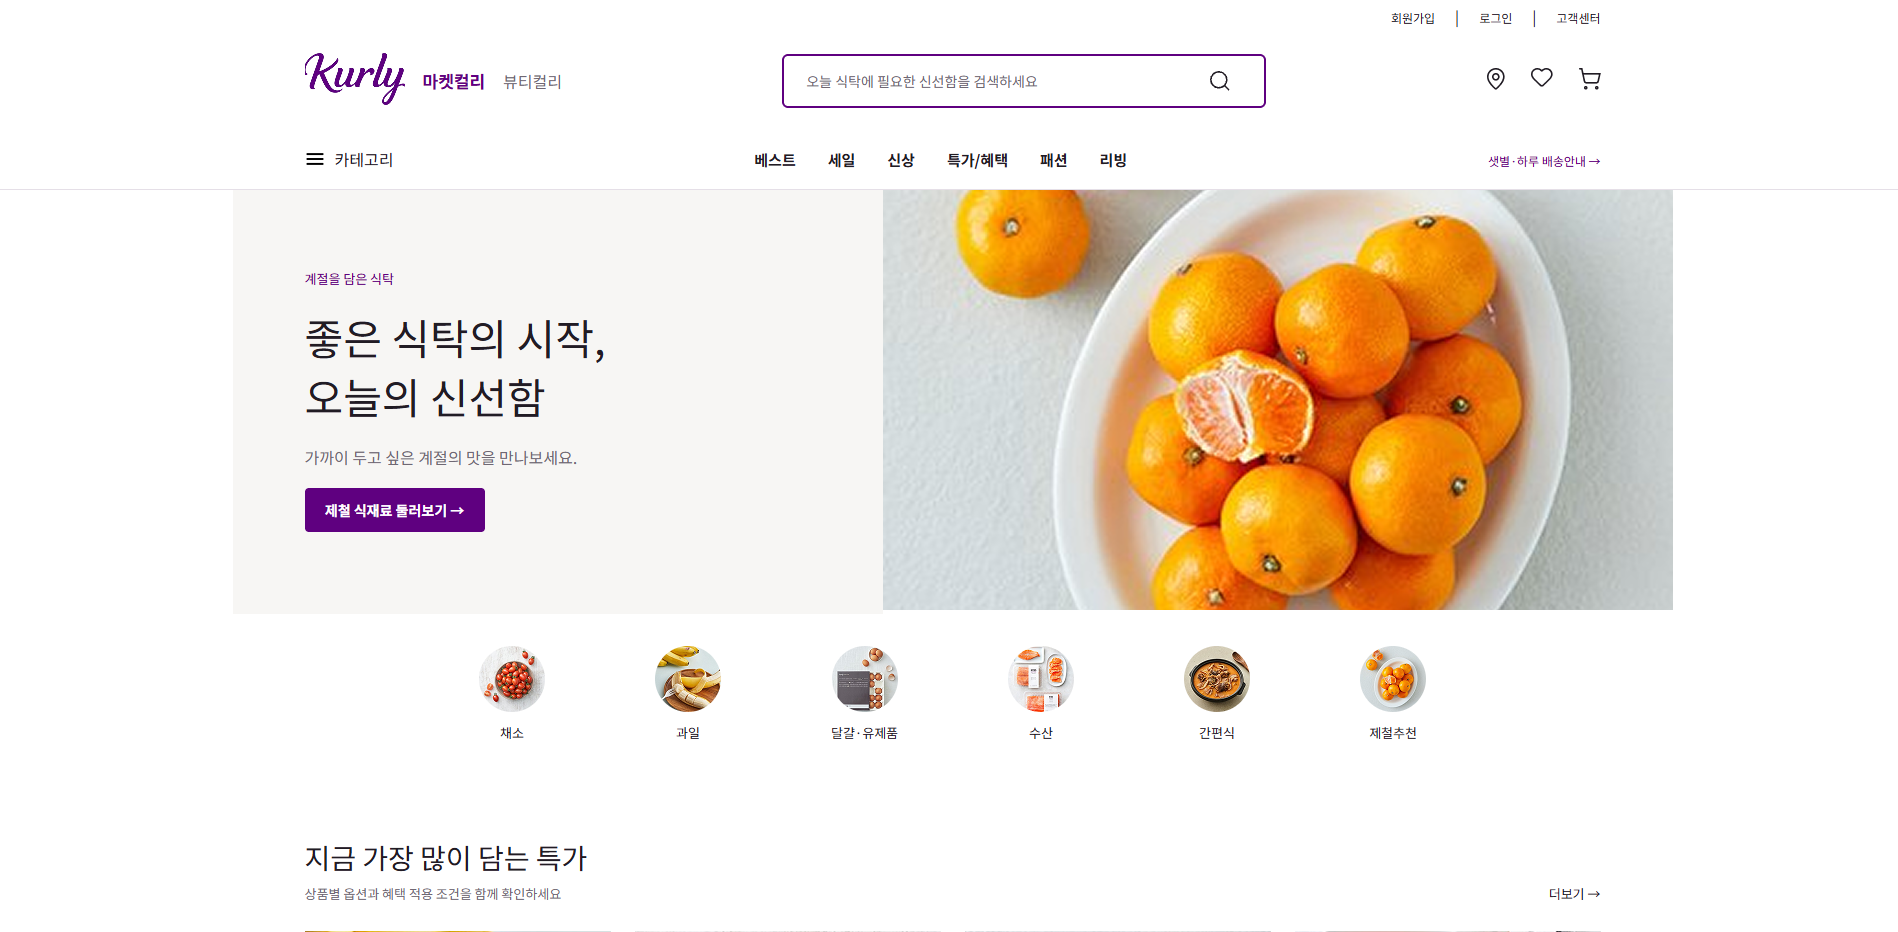 회원가입
로그인
고객센터
Kurly
마켓컬리
뷰티컬리
오늘 식탁에 필요한 신선함을 검색하세요
카테고리
베스트
세일
신상
특가/혜택
패션
리빙
샛별·하루 배송안내 →
계절을 담은 식탁
좋은 식탁의 시작,
오늘의 신선함
가까이 두고 싶은 계절의 맛을 만나보세요.
제철 식재료 둘러보기 →
채소
과일
달걀·유제품
수산
간편식
제철추천
지금 가장 많이 담는 특가
상품별 옵션과 혜택 적용 조건을 함께 확인하세요
더보기 →